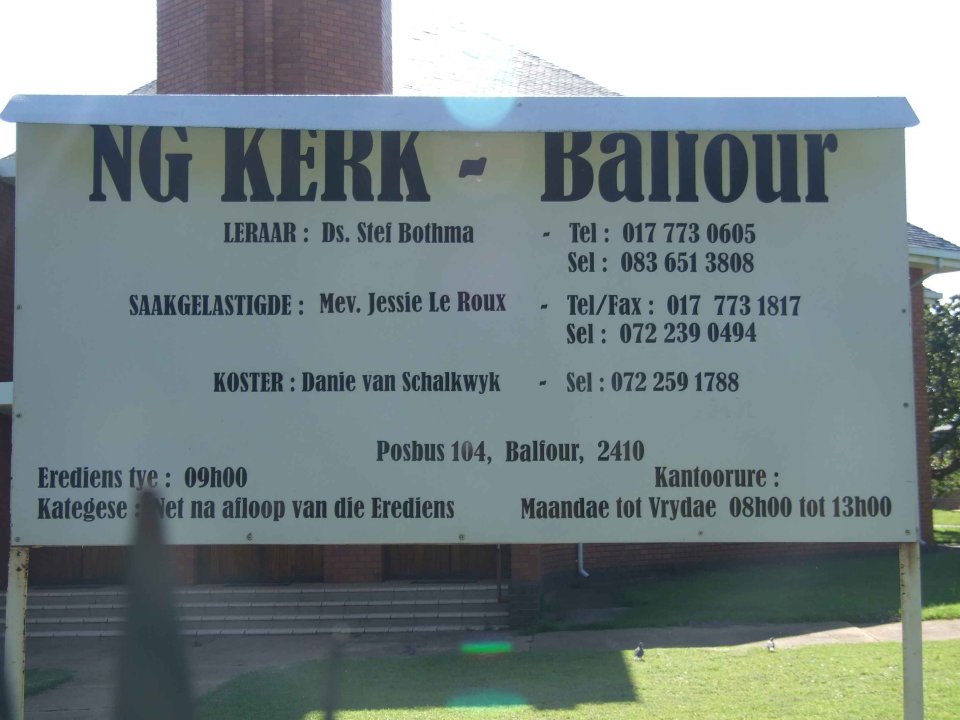 NG KERK - Balfour
LERAAR : Ds. Stef Bothma - Tel : 017 773 0605
Sel : 083 651 3808
SAAKGELASTIGDE : Mev. Jessie Le Roux - Tel/Fax : 017 773 1817
Sel : 072 239 0494
KOSTER : Danie van Schalkwyk - Sel : 072 259 1788
Posbus 104, Balfour, 2410
Erediens tye : 09h00
Kategese : Net na afloop van die Erediens
Kantoorure :
Maandae tot Vrydae 08h00 tot 13h00